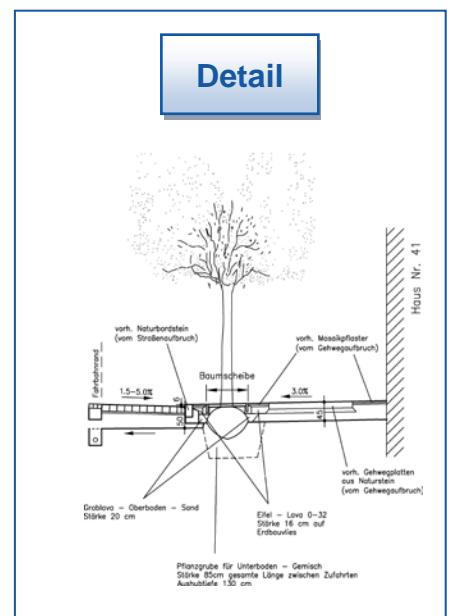 Detail
Haus Nr. 41
vorh. Naturbordstein
(vom Straßenaufbruch)
vorh. Mosaikpflaster
(vom Gehwegaufbruch)
Fahrbahnrand
Baumscheibe
1.5-5.0%
6
3.0%
50
45
vorh. Gehwegplatten
aus Naturstein
(vom Gehwegaufbruch)
Groblava - Oberboden - Sand
Stärke 20 cm
Eifel - Lava 0-32
Stärke 16 cm auf
Erdbauvlies
Pflanzgrube für Unterboden - Gemisch
Stärke 85cm gesamte Länge zwischen Zufahrten
Aushubtiefe 130 cm